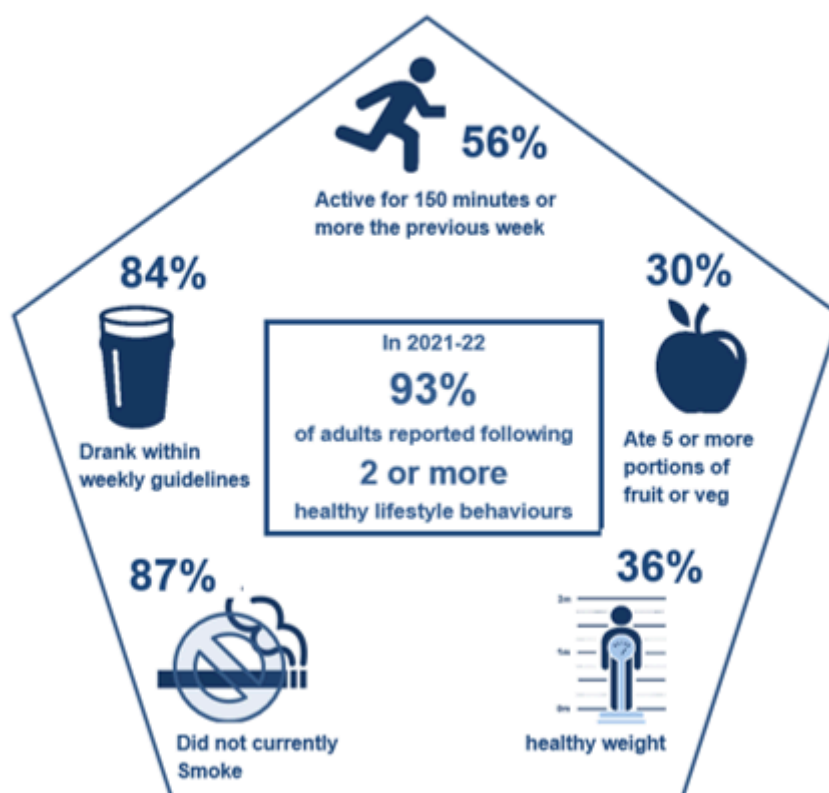 56%
Active for 150 minutes or
more the previous week
84%
30%
In 2021-22
93%
of adults reported following
2 or more
healthy lifestyle behaviours
Drank within
weekly guidelines
Ate 5 or more
portions of
fruit or veg
87%
36%
Did not currently
Smoke
healthy weight